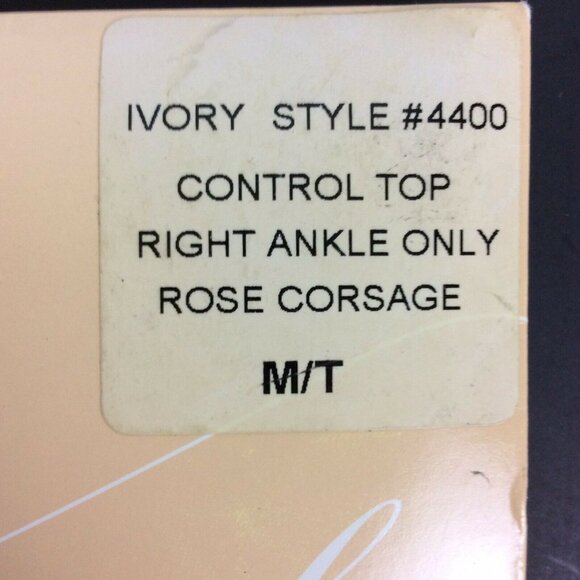 IVORY STYLE #4400
CONTROL TOP
RIGHT ANKLE ONLY
ROSE CORSAGE
M/T